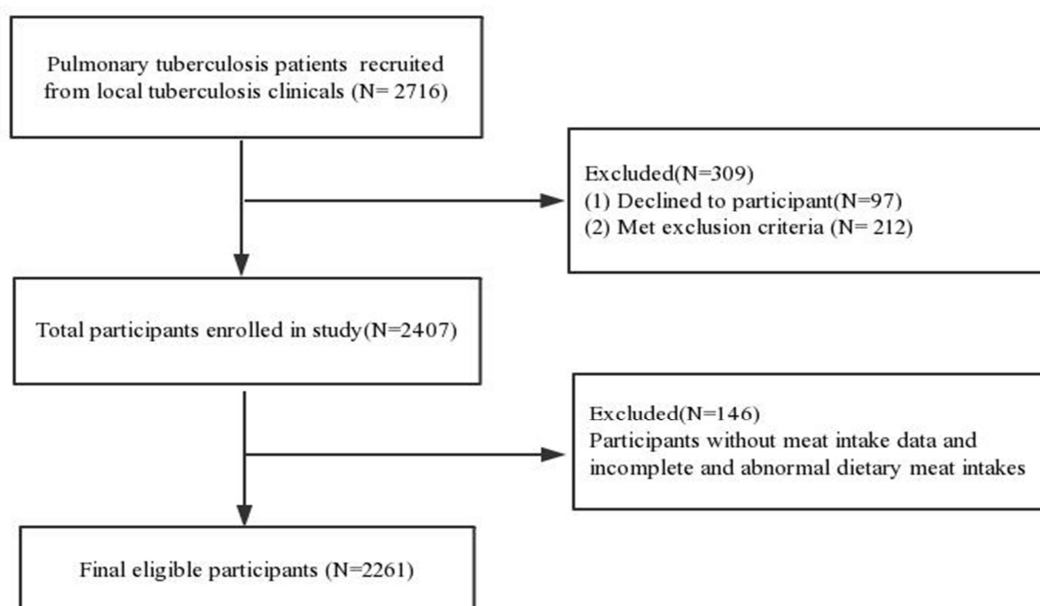 Pulmonary tuberculosis patients recruited
from local tuberculosis clinicals (N= 2716)
Excluded(N=309)
(1) Declined to participant(N=97)
(2) Met exclusion criteria (N= 212)
Total participants enrolled in study(N=2407)
Excluded(N=146)
Participants without meat intake data and
incomplete and abnormal dietary meat intakes
Final eligible participants (N=2261)